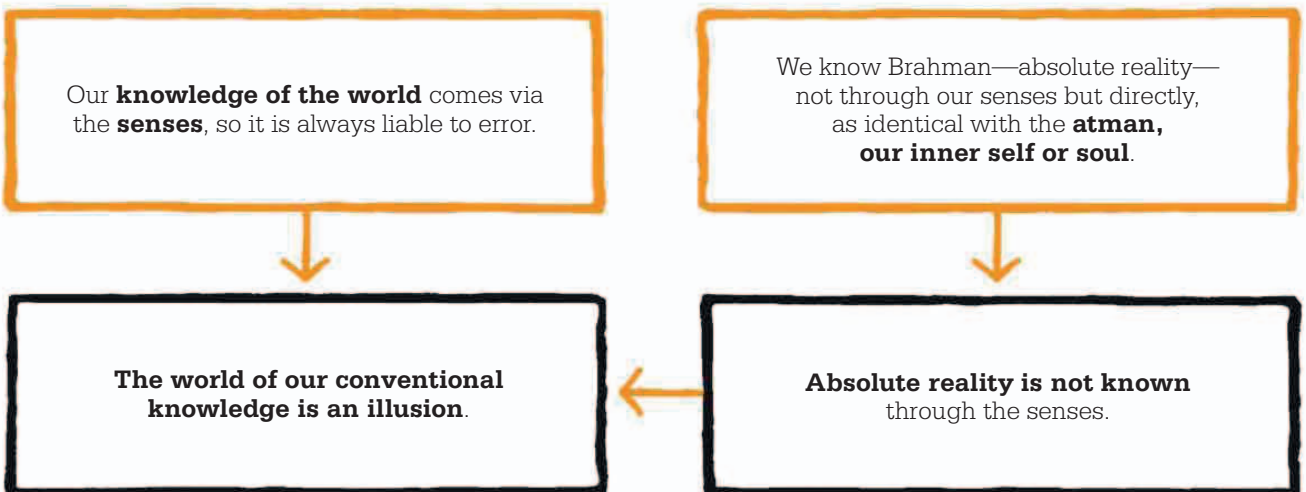 Our knowledge of the world comes via
the senses, so it is always liable to error.
We know Brahman—absolute reality—
not through our senses but directly,
as identical with the atman,
our inner self or soul.
The world of our conventional
knowledge is an illusion.
Absolute reality is not known
through the senses.